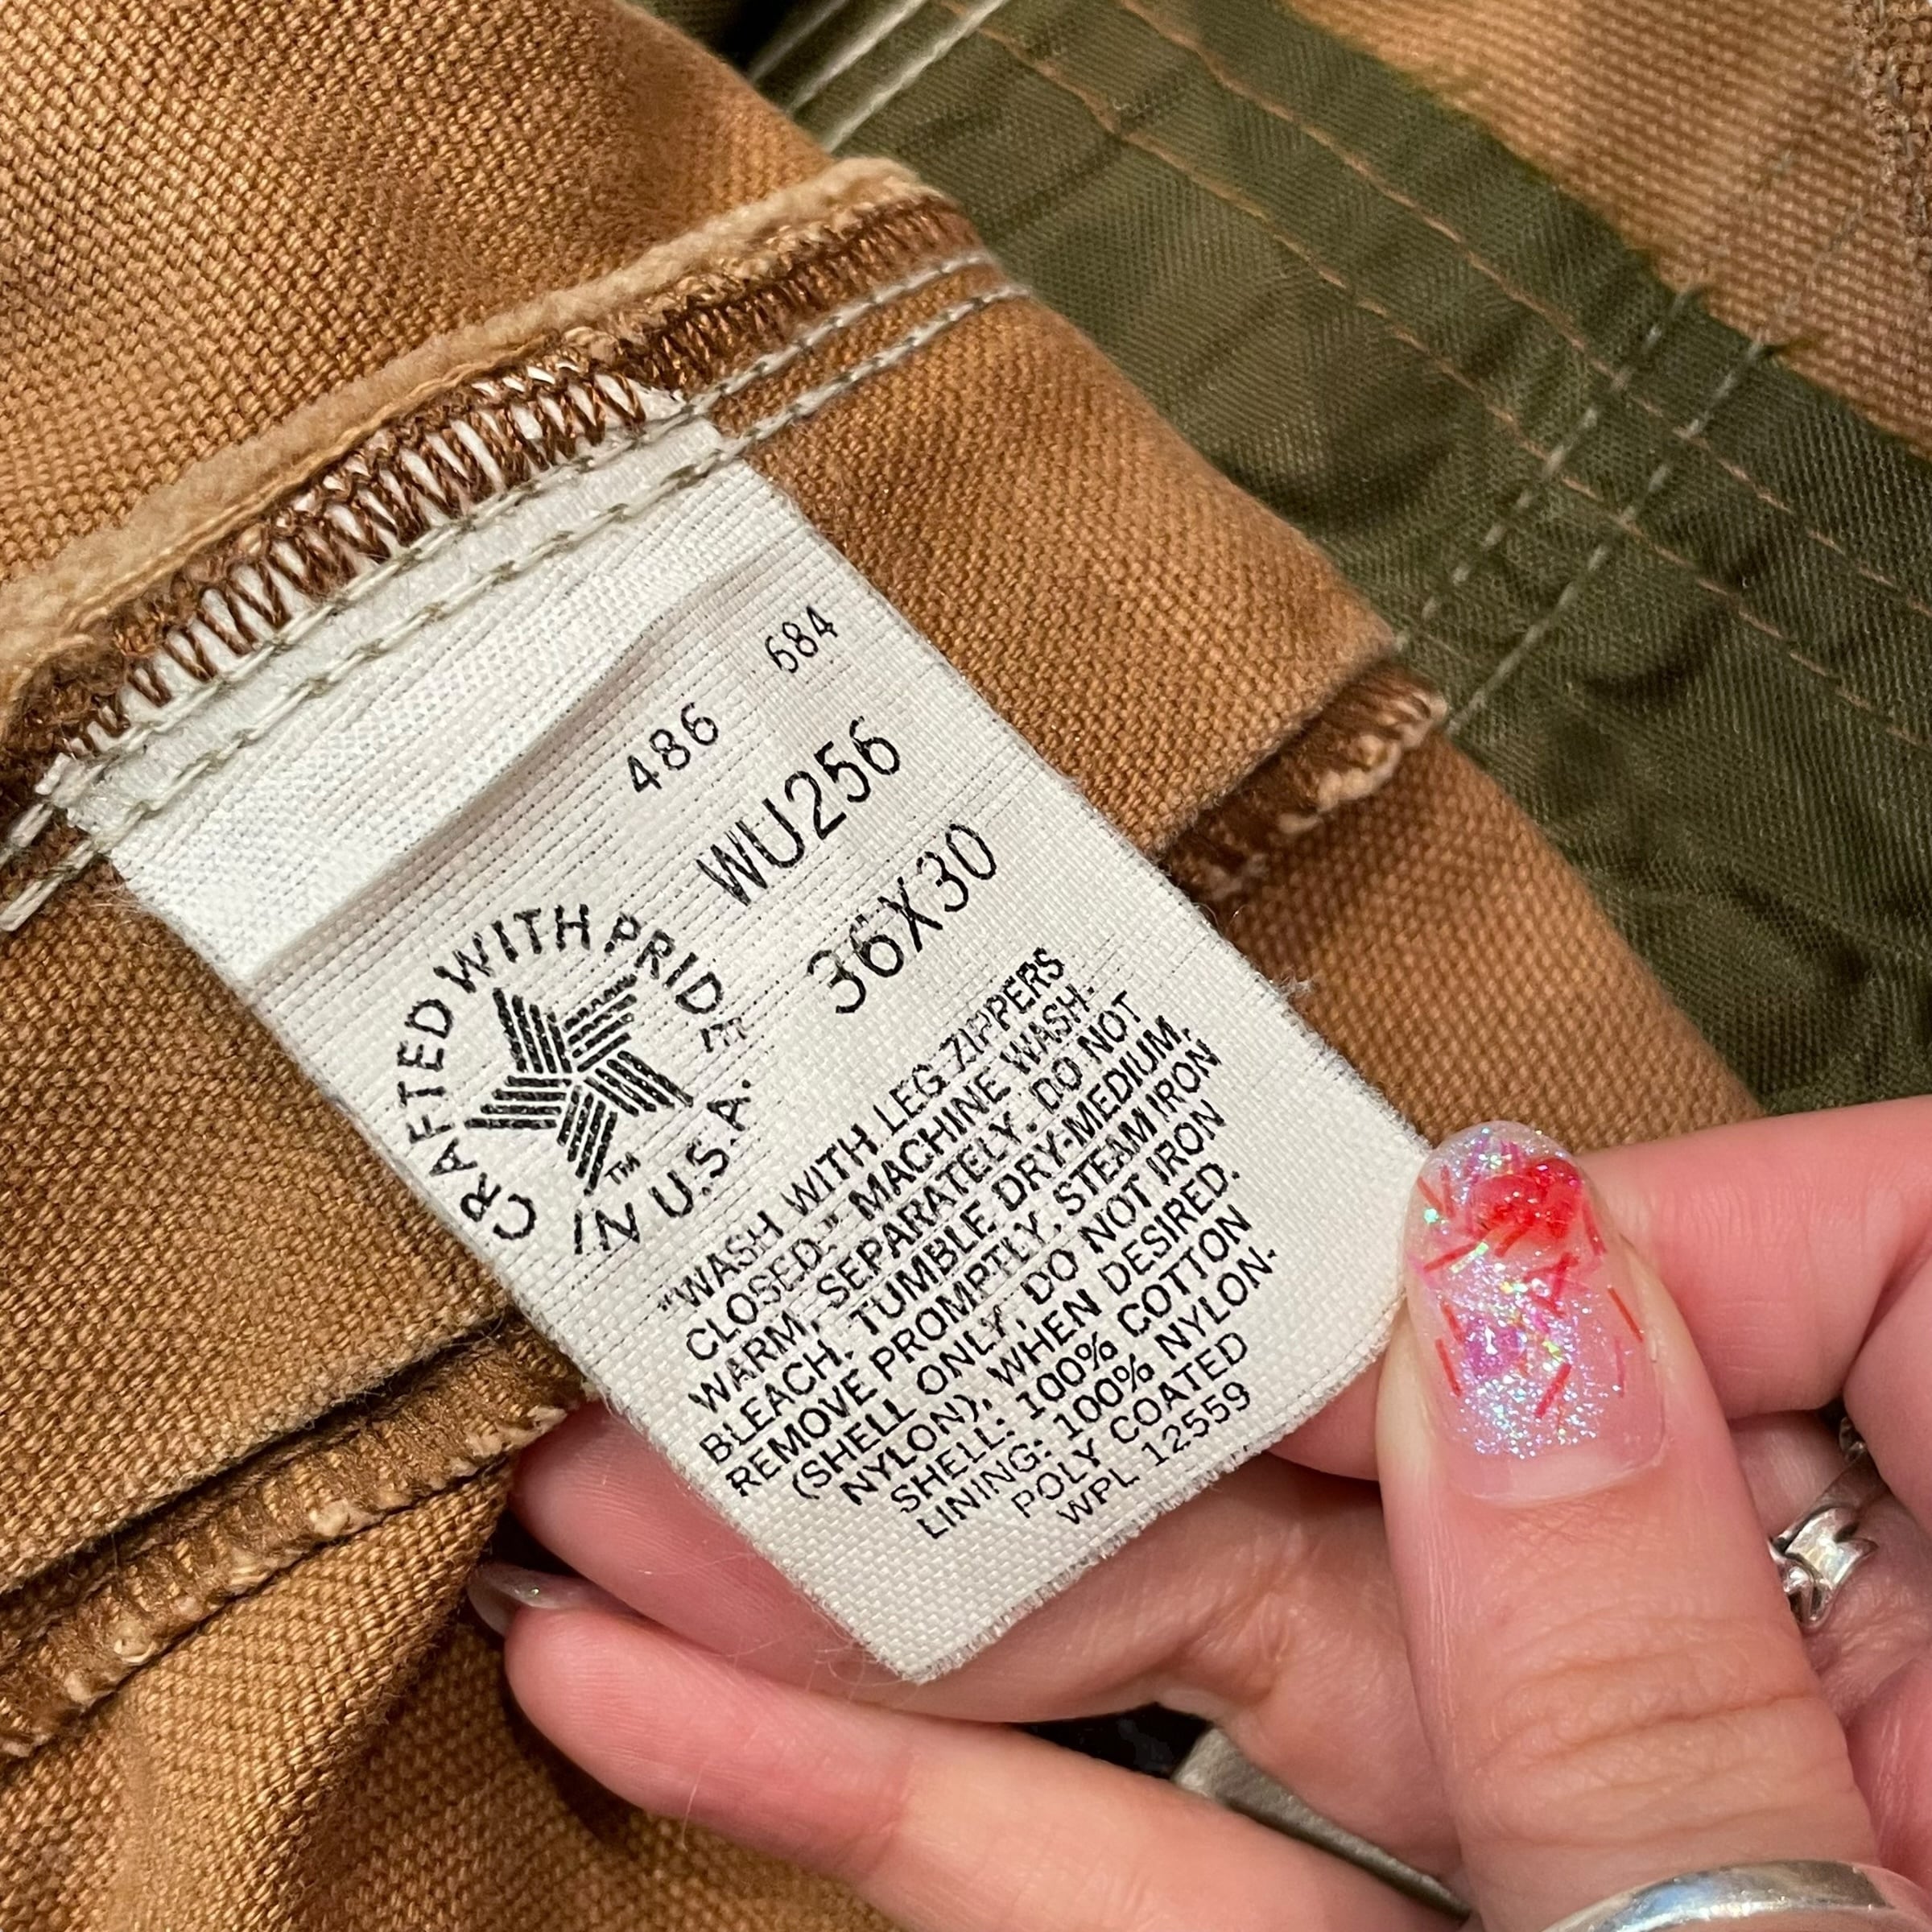 684
486
WU256
36X30
CRAFTED WITH PRIDE
IN U.S.A.
TM
"WASH WITH LEG ZIPPERS
CLOSED." MACHINE WASH-
WARM, SEPARATELY. DO NOT
BLEACH. TUMBLE DRY-MEDIUM.
REMOVE PROMPTLY. STEAM IRON
(SHELL ONLY, DO NOT IRON
NYLON), WHEN DESIRED.
SHELL: 100% COTTON
LINING: 100% NYLON.
POLY COATED
WPL 12559